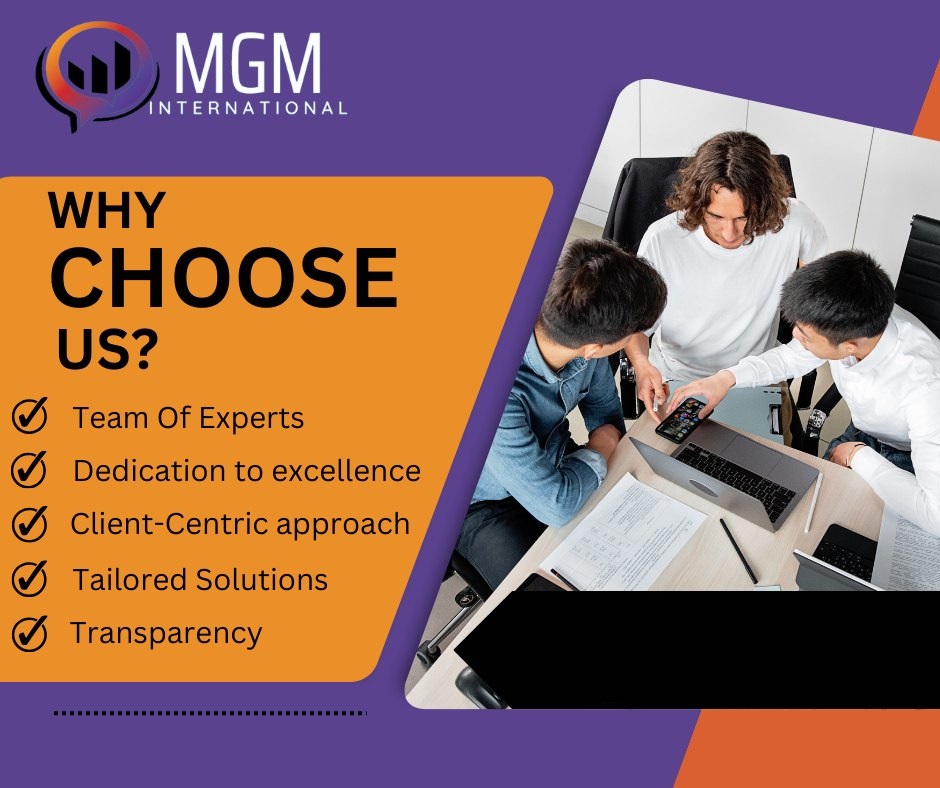 MGM
INTERNATIONAL
WHY
CHOOSE
US?
Team Of Experts
Dedication to excellence
Client-Centric approach
Tailored Solutions
Transparency